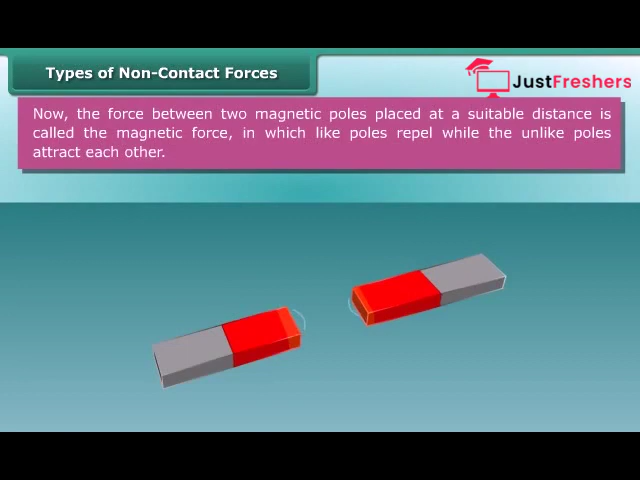 Types of Non-Contact Forces
JustFreshers
Now, the force between two magnetic poles placed at a suitable distance is
called the magnetic force, in which like poles repel while the unlike poles
attract each other.